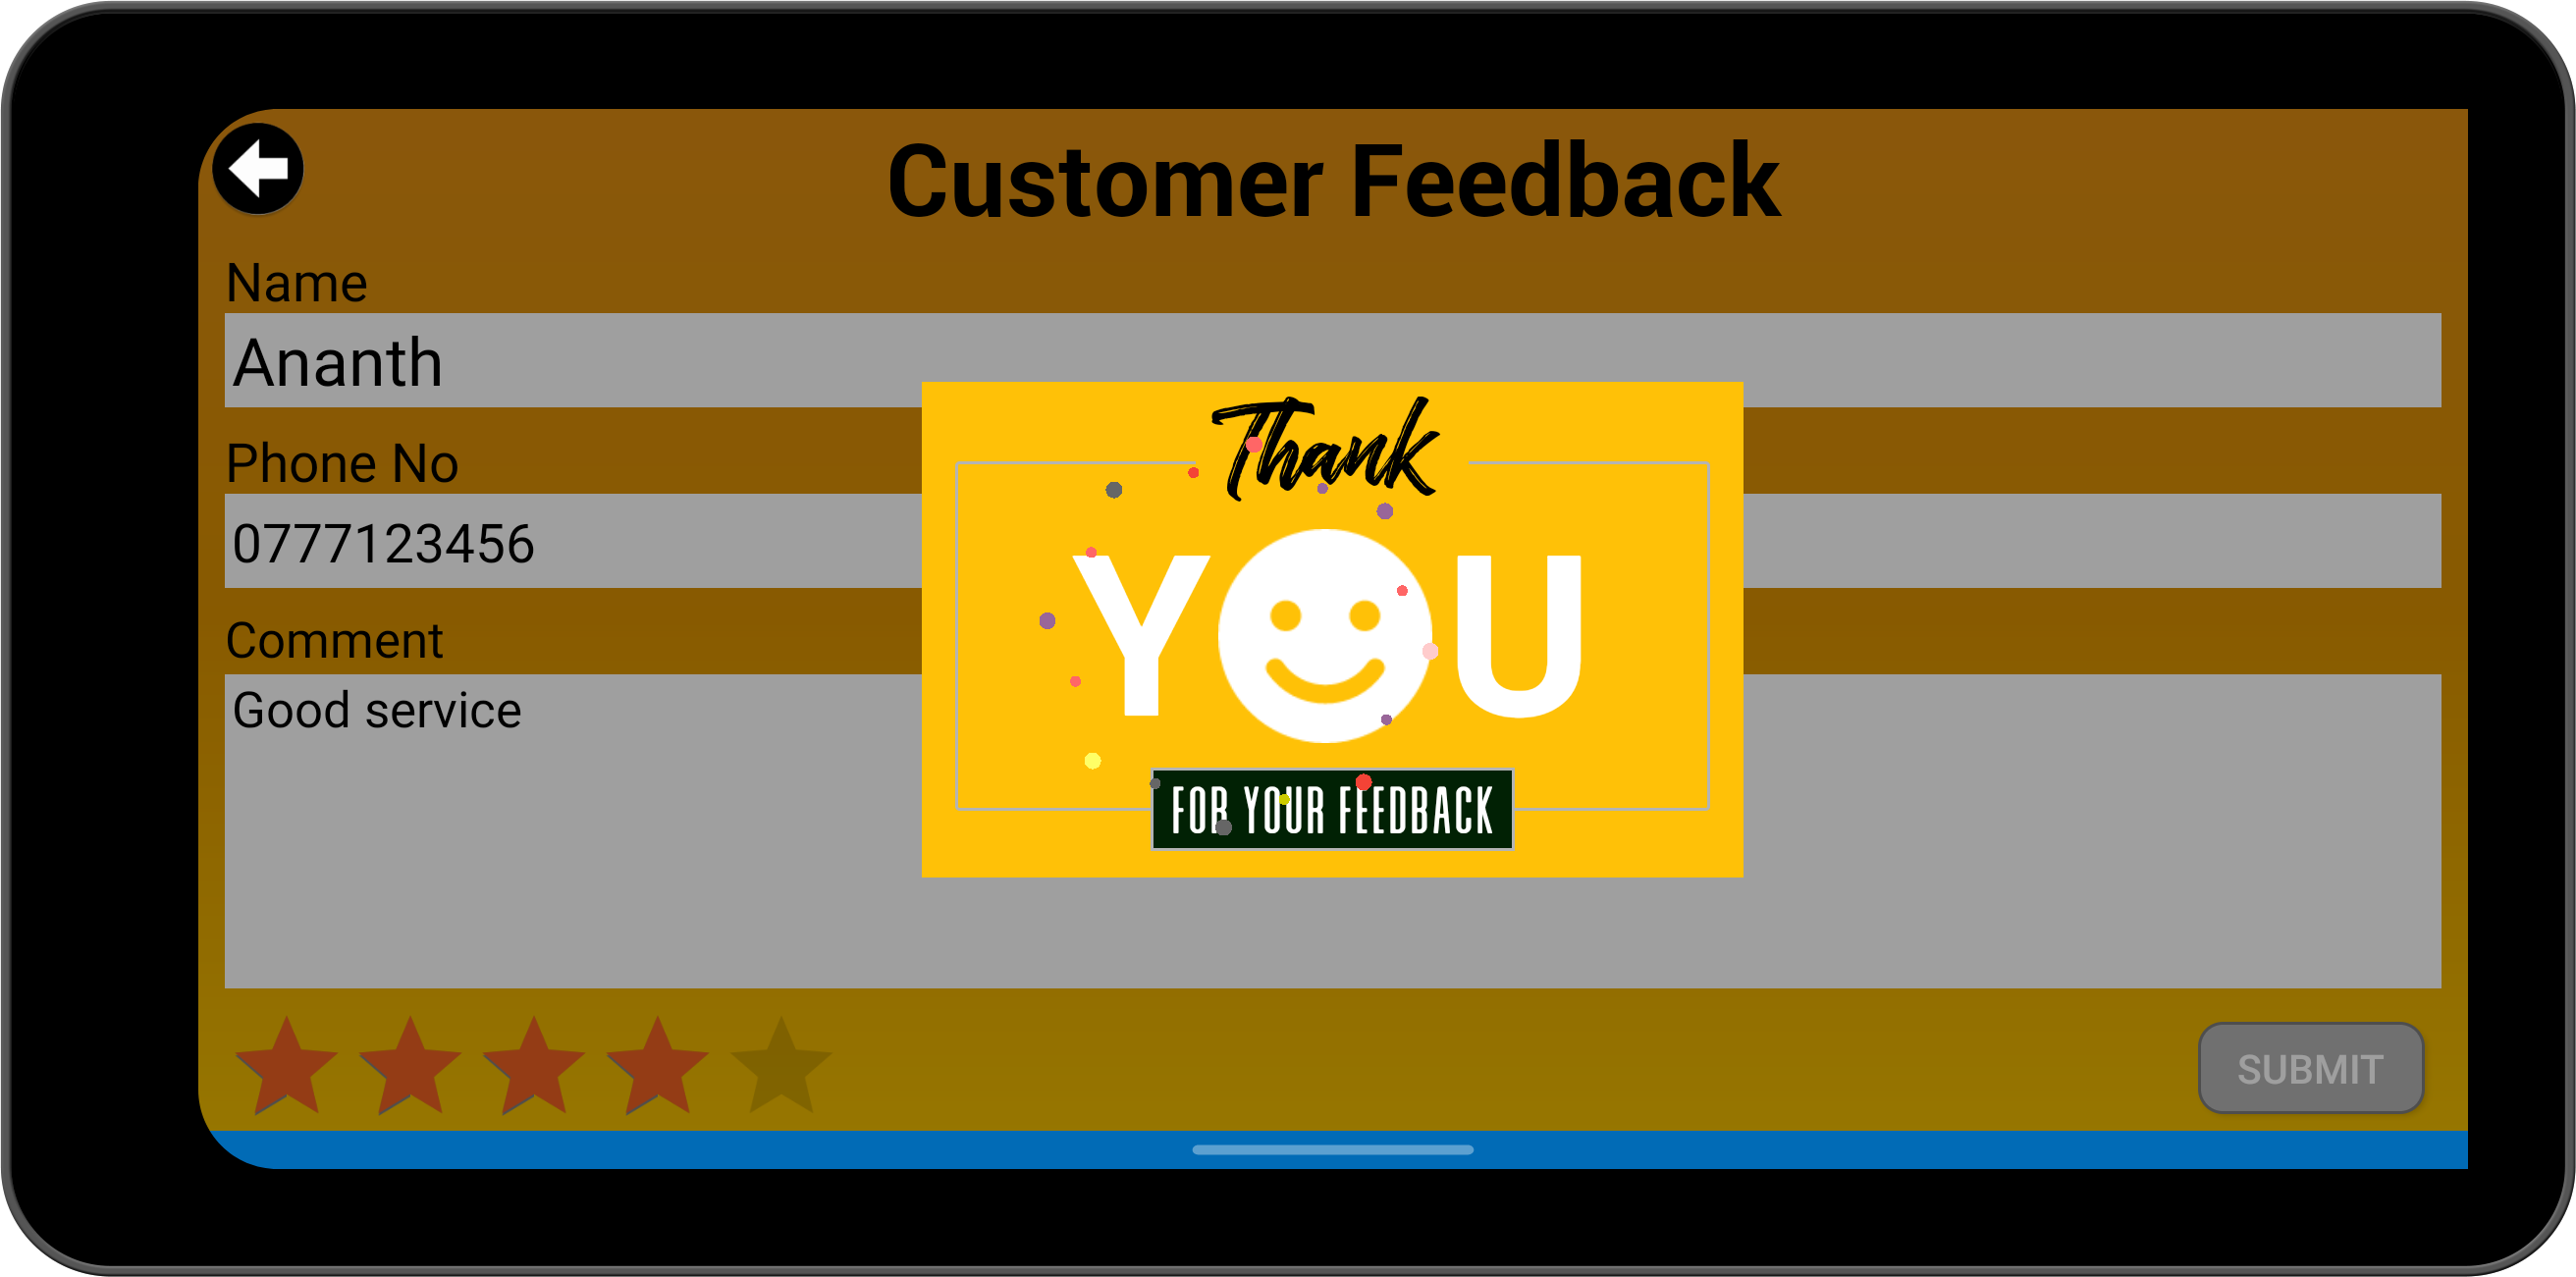 Customer Feedback
Name
Ananth
Phone No
0777123456
Comment
Good service
Thank
YOU
FOR YOUR FEEDBACK
SUBMIT